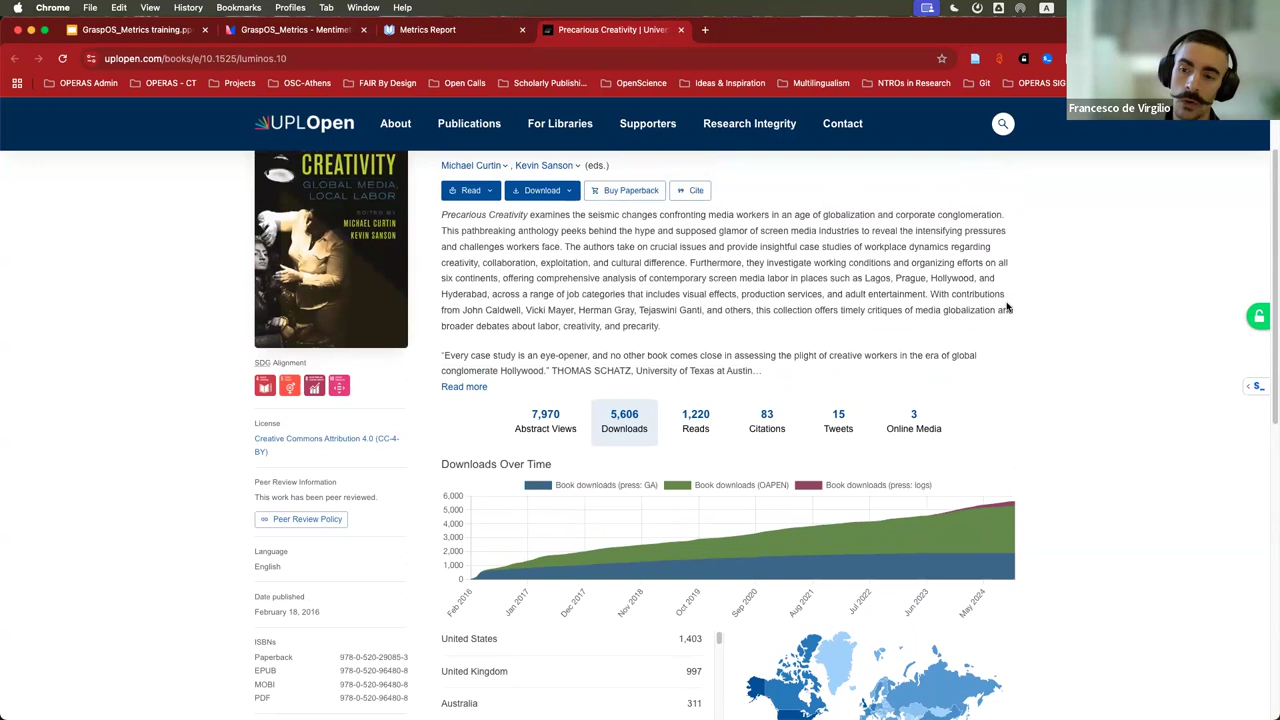 Chrome File Edit View History Bookmarks Profiles Tab Window Help
GraspOS_Metrics training.pp
GraspOS_Metrics - Mentimet
Metrics Report
Precarious Creativity | Univer
uplopen.com/books/e/10.1525/luminos.10
OPERAS Admin
OPERAS - CT
Projects
OSC-Athens
FAIR By Design
Open Calls
Scholarly Publishi...
OpenScience
Ideas & Inspiration
Multilingualism
NTROs in Research
Git
OPERAS SIG
Francesco de Virgilio
UPLOpen
About
Publications
For Libraries
Supporters
Research Integrity
Contact
CREATIVITY
GLOBAL MEDIA,
LOCAL LABOR
EDITED BY
MICHAEL CURTIN
KEVIN SANSON
SDG Alignment
License
Creative Commons Attribution 4.0 (CC-4-
BY)
Peer Review Information
This work has been peer reviewed.
Peer Review Policy
Language
English
Date published
February 18, 2016
ISBNs
Paperback 978-0-520-29085-3
EPUB 978-0-520-96480-8
MOBI 978-0-520-96480-8
PDF 978-0-520-96480-8
Michael Curtin , Kevin Sanson (eds.)
Read
Download
Buy Paperback
Cite
Precarious Creativity examines the seismic changes confronting media workers in an age of globalization and corporate conglomeration.
This pathbreaking anthology peeks behind the hype and supposed glamor of screen media industries to reveal the intensifying pressures
and challenges workers face. The authors take on crucial issues and provide insightful case studies of workplace dynamics regarding
creativity, collaboration, exploitation, and cultural difference. Furthermore, they investigate working conditions and organizing efforts on all
six continents, offering comprehensive analysis of contemporary screen media labor in places such as Lagos, Prague, Hollywood, and
Hyderabad, across a range of job categories that includes visual effects, production services, and adult entertainment. With contributions
from John Caldwell, Vicki Mayer, Herman Gray, Tejaswini Ganti, and others, this collection offers timely critiques of media globalization and
broader debates about labor, creativity, and precarity.
“Every case study is an eye-opener, and no other book comes close in assessing the plight of creative workers in the era of global
conglomerate Hollywood.” THOMAS SCHATZ, University of Texas at Austin…
Read more
7,970 5,606 1,220 83 15 3
Abstract Views Downloads Reads Citations Tweets Online Media
Downloads Over Time
Book downloads (press: GA) Book downloads (OAPEN) Book downloads (press: logs)
6,000
5,000
4,000
3,000
2,000
1,000
0
Feb 2016
Jan 2017
Dec 2017
Nov 2018
Oct 2019
Sep 2020
Aug 2021
Jul 2022
Jun 2023
May 2024
United States 1,403
United Kingdom 997
Australia 311
S_